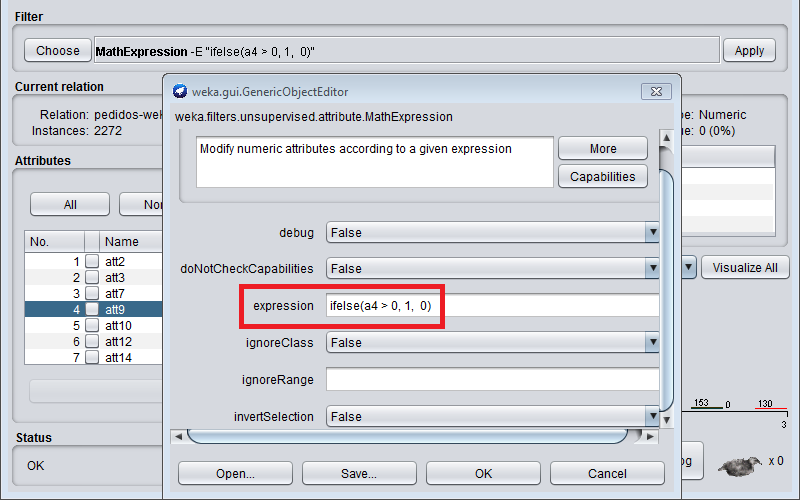 Filter
Choose
MathExpression -E "ifelse(a4 > 0, 1, 0)"
Apply
Current relation
Relation: pedidos-wek
Instances: 2272
pe: Numeric
ue: 0 (0%)
weka.gui.GenericObjectEditor
weka.filters.unsupervised.attribute.MathExpression
Modify numeric attributes according to a given expression
More
Capabilities
Attributes
All
Non
No. Name
1 att2
2 att3
3 att7
4 att9
5 att10
6 att12
7 att14
debug False
doNotCheckCapabilities False
expression ifelse(a4 > 0, 1, 0)
ignoreClass False
ignoreRange
invertSelection False
Visualize All
153 0 130
3
Open... Save... OK Cancel
Status
OK
og
x 0